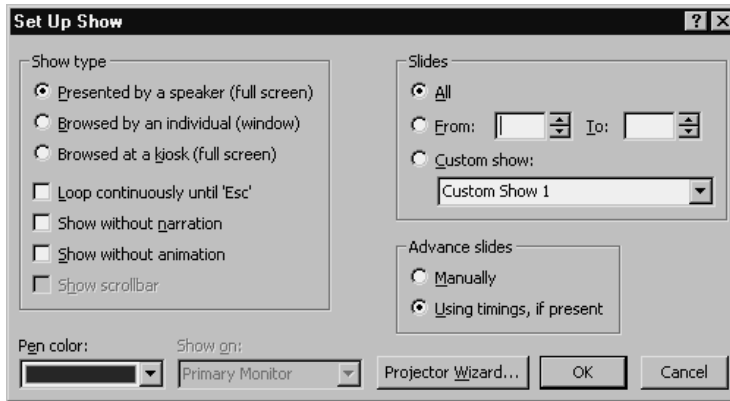 Set Up Show
Show type
Presented by a speaker (full screen)
Browsed by an individual (window)
Browsed at a kiosk (full screen)
Loop continuously until 'Esc'
Show without narration
Show without animation
Show scrollbar
Slides
All
From: To:
Custom show:
Custom Show 1
Advance slides
Manually
Using timings, if present
Pen color:
Show on:
Primary Monitor
Projector Wizard...
OK
Cancel